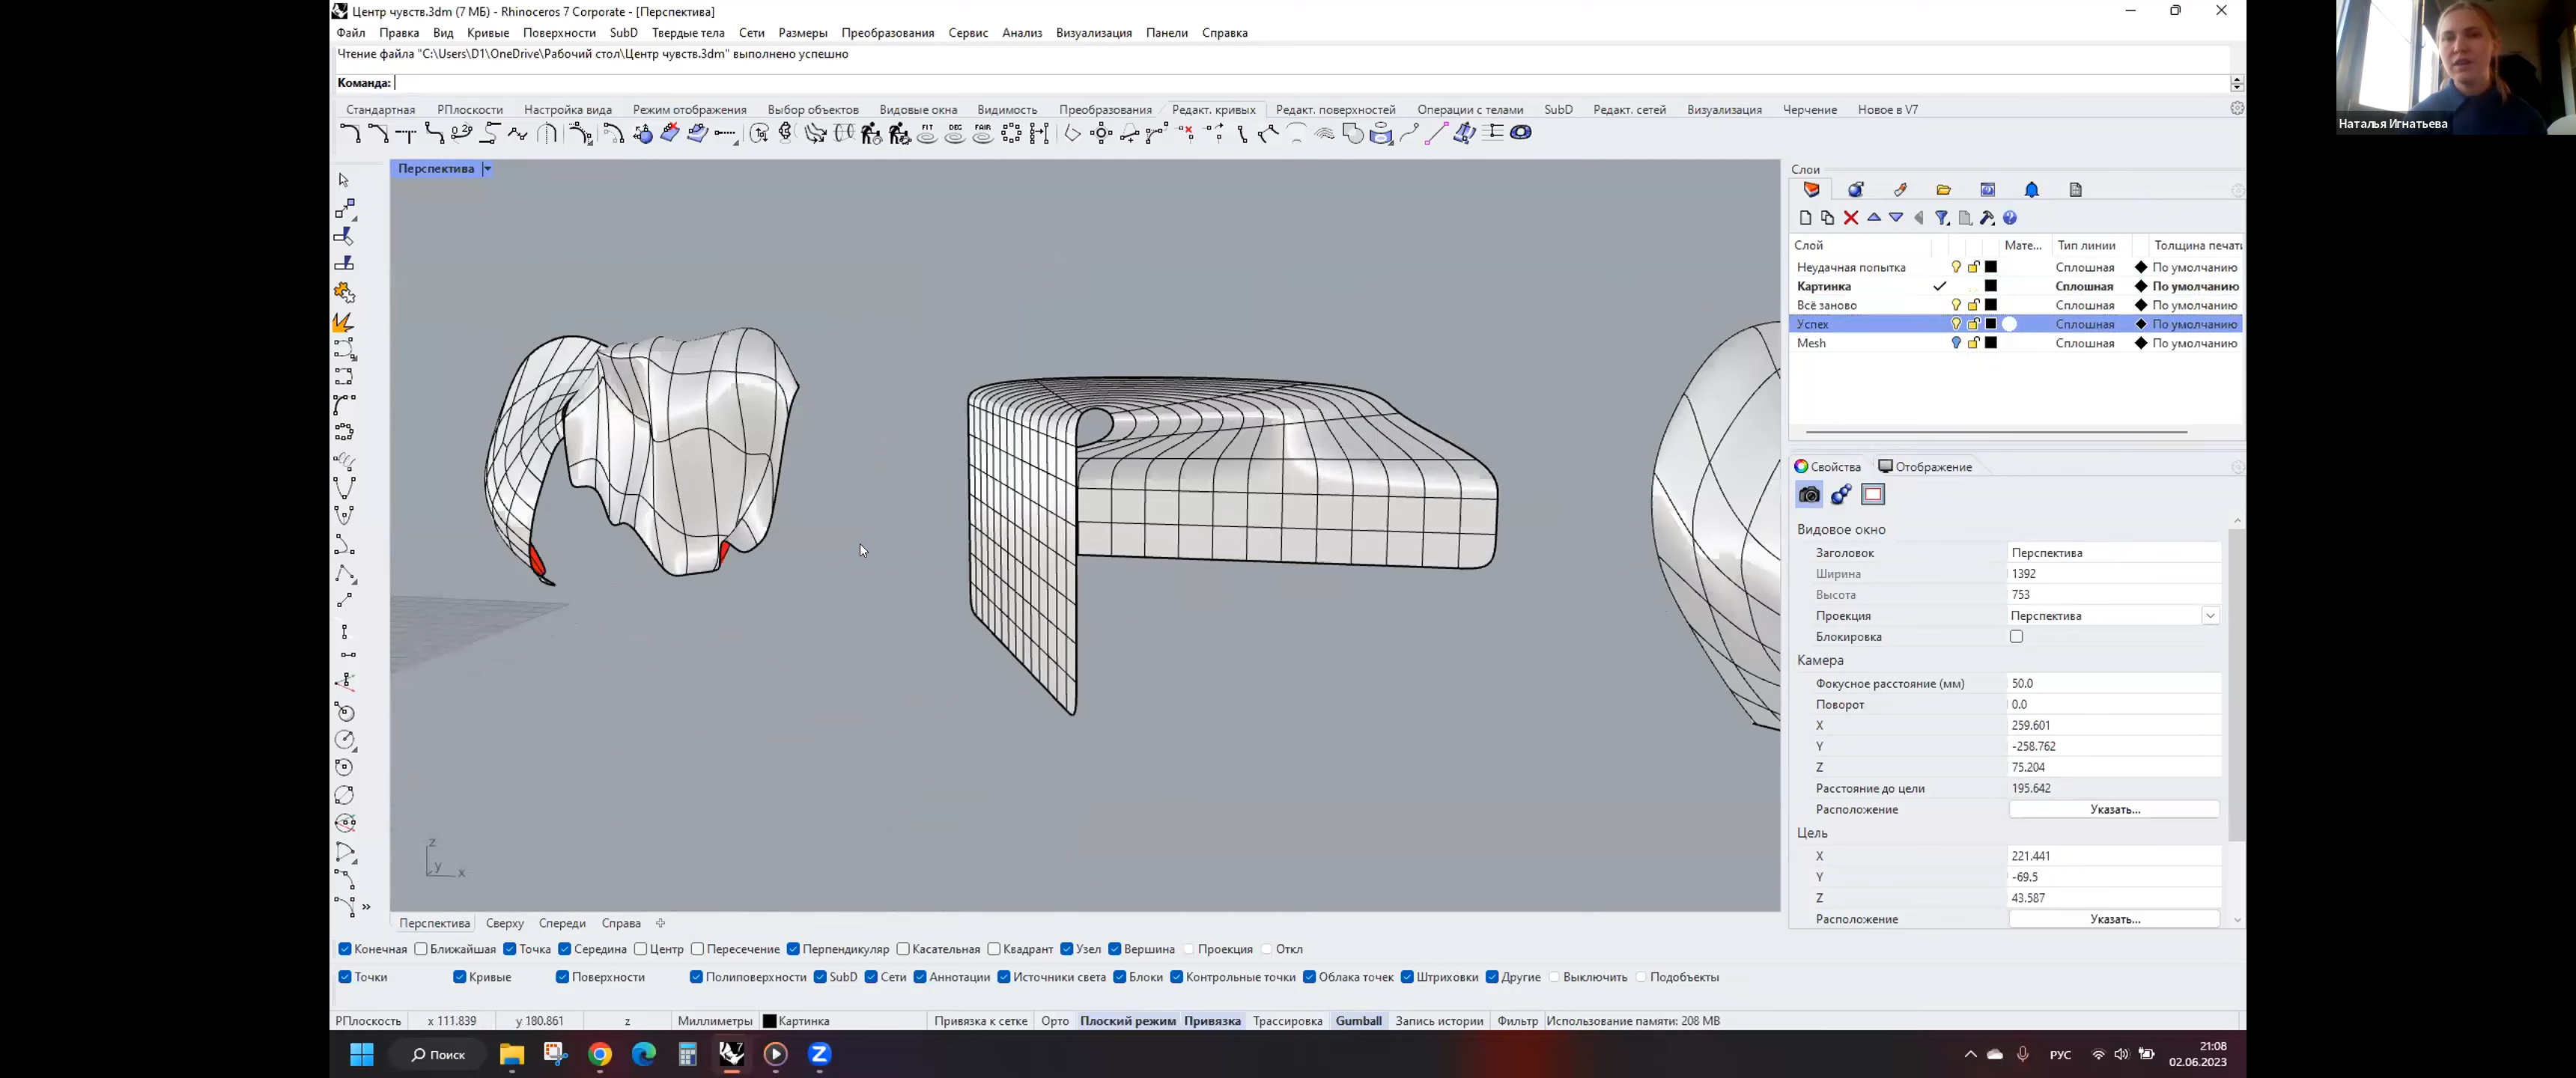 Центр чувств.3dm (7 МБ) - Rhinoceros 7 Corporate - [Перспектива]
Файл Правка Вид Кривые Поверхности SubD Твердые тела Сети Размеры Преобразования Сервис Анализ Визуализация Панели Справка
Чтение файла "C:\Users\D1\OneDrive\Рабочий стол\Центр чувств.3dm" выполнено успешно
Команда:
Стандартная РПлоскости Настройка вида Режим отображения Выбор объектов Видовые окна Видимость Преобразования Редакт. кривых Редакт. поверхностей Операции с телами SubD Редакт. сетей Визуализация Черчение Новое в V7
FIT DEG FAIR
Перспектива
z
y x
Слои
Слой Мате... Тип линии Толщина печати
Неудачная попытка Сплошная По умолчанию
Картинка Сплошная По умолчанию
Всё заново Сплошная По умолчанию
Успех Сплошная По умолчанию
Mesh Сплошная По умолчанию
Свойства Отображение
Видовое окно
Заголовок Перспектива
Ширина 1392
Высота 753
Проекция Перспектива
Блокировка
Камера
Фокусное расстояние (мм) 50.0
Поворот 0.0
X 259.601
Y -258.762
Z 75.204
Расстояние до цели 195.642
Расположение Указать...
Цель
X 221.441
Y -69.5
Z 43.587
Расположение Указать...
Перспектива Сверху Спереди Справа
Конечная Ближайшая Точка Середина Центр Пересечение Перпендикуляр Касательная Квадрант Узел Вершина Проекция Откл
Точки Кривые Поверхности Полиповерхности SubD Сети Аннотации Источники света Блоки Контрольные точки Облака точек Штриховки Другие Выключить Подобъекты
РПлоскость x 111.839 y 180.861 z Миллиметры Картинка Привязка к сетке Орто Плоский режим Привязка Трассировка Gumball Запись истории Фильтр Использование памяти: 208 МВ
Поиск
РУС
21:08
02.06.2023
Наталья Игнатьева